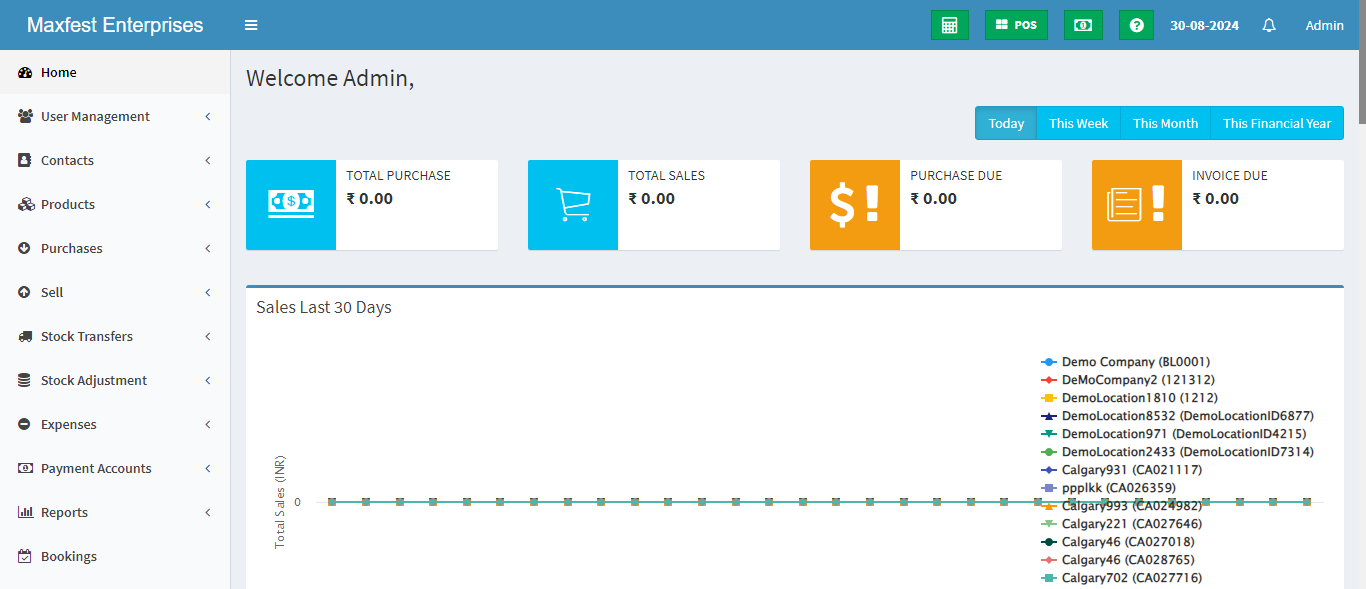 Maxfest Enterprises
POS
30-08-2024
Admin
Home
User Management
Contacts
Products
Purchases
Sell
Stock Transfers
Stock Adjustment
Expenses
Payment Accounts
Reports
Bookings
Welcome Admin,
Today
This Week
This Month
This Financial Year
TOTAL PURCHASE
₹ 0.00
TOTAL SALES
₹ 0.00
PURCHASE DUE
₹ 0.00
INVOICE DUE
₹ 0.00
Sales Last 30 Days
Total Sales (INR)
0
Demo Company (BL0001)
DeMoCompany2 (121312)
DemoLocation1810 (1212)
DemoLocation8532 (DemoLocationID6877)
DemoLocation971 (DemoLocationID4215)
DemoLocation2433 (DemoLocationID7314)
Calgary931 (CA021117)
ppplkk (CA026359)
Calgary993 (CA024982)
Calgary221 (CA027646)
Calgary46 (CA027018)
Calgary46 (CA028765)
Calgary702 (CA027716)